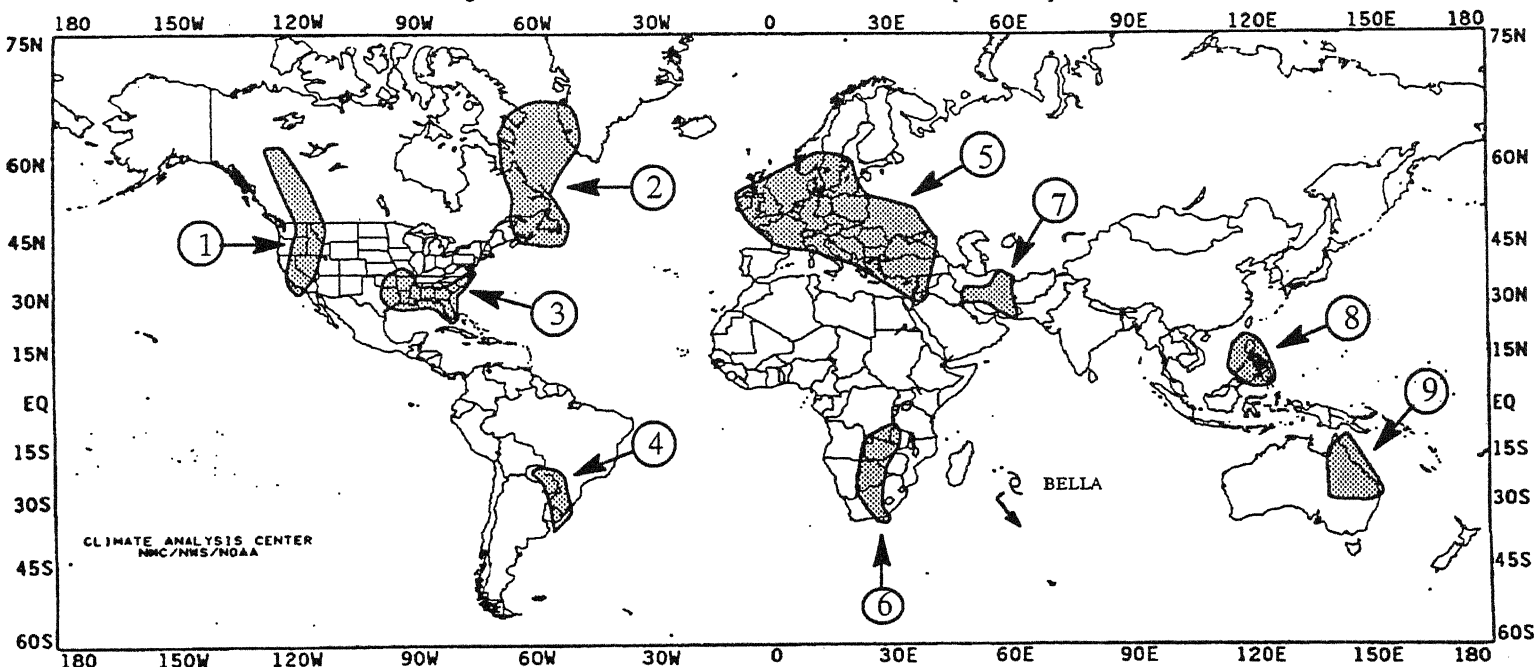 180 150W 120W 90W 60W 30W 0 30E 60E 90E 120E 150E 180
75N 75N
60N 60N
5
2
7
1
45N 45N
3
30N 30N
8
15N 15N
9
EQ EQ
4
15S 15S
BELLA
30S 30S
CLIMATE ANALYSIS CENTER
NMC/NWS/NOAA
45S 45S
6
60S 60S
180 150W 120W 90W 60W 30W 0 30E 60E 90E 120E 150E 180